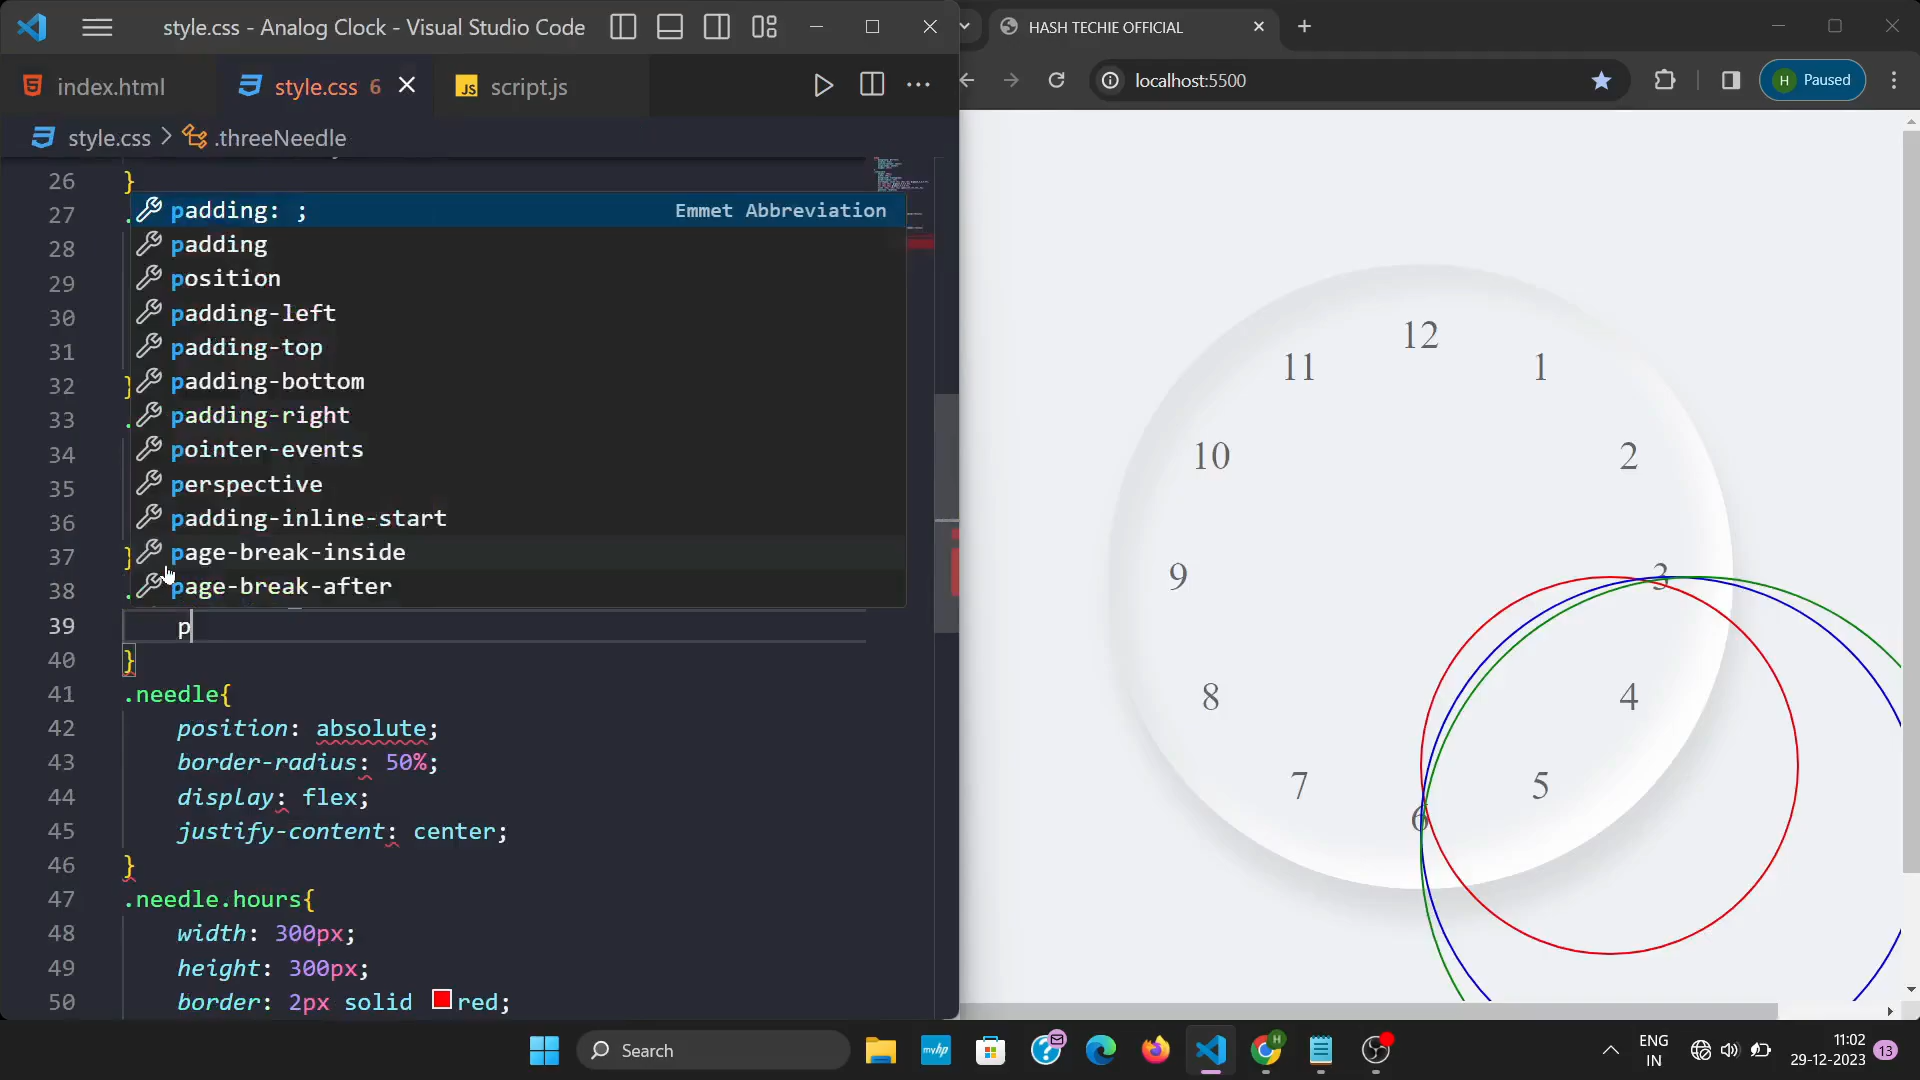 style.css - Analog Clock - Visual Studio Code
HASH TECHIE OFFICIAL
index.html
style.css 6
JS script.js
localhost:5500
H Paused
style.css > .threeNeedle
26 }
27 .
28
29
30
31
32 }
33 .
34
35
36
37 }
38 .
39 p
40 }
41 .needle{
42 position: absolute;
43 border-radius: 50%;
44 display: flex;
45 justify-content: center;
46 }
47 .needle.hours{
48 width: 300px;
49 height: 300px;
50 border: 2px solid red;
padding: ; Emmet Abbreviation
padding
position
padding-left
padding-top
padding-bottom
padding-right
pointer-events
perspective
padding-inline-start
page-break-inside
page-break-after
12
11
1
10
2
9
3
8
4
7
5
6
Search
myhp
H
ENG
IN
11:02
29-12-2023
13